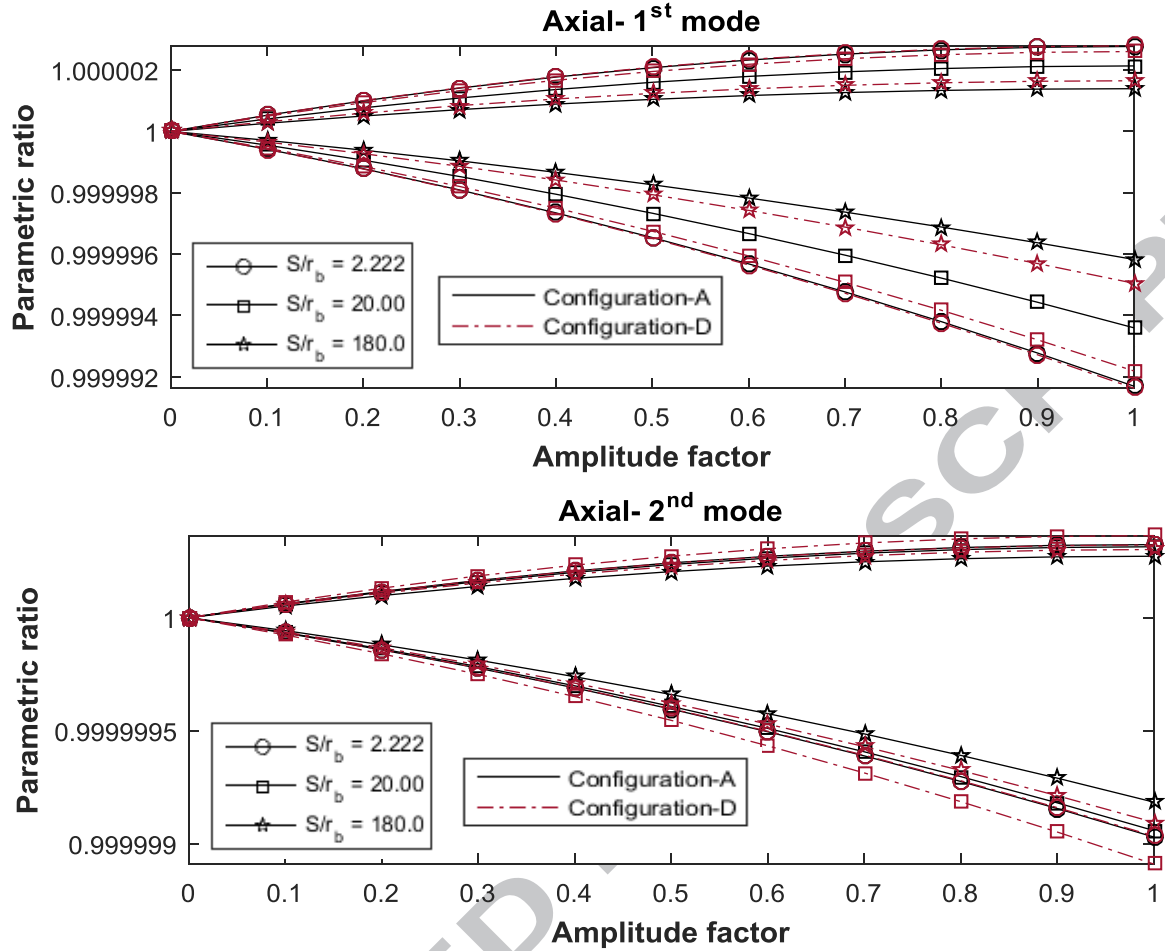 Axial- 1st mode
1.000002
1
0.999998
0.999996
0.999994
0.999992
Parametric ratio
S/rb = 2.222
S/rb = 20.00
S/rb = 180.0
Configuration-A
Configuration-D
0 0.1 0.2 0.3 0.4 0.5 0.6 0.7 0.8 0.9 1
Amplitude factor
Axial- 2nd mode
1
0.9999995
0.999999
Parametric ratio
S/rb = 2.222
S/rb = 20.00
S/rb = 180.0
Configuration-A
Configuration-D
0 0.1 0.2 0.3 0.4 0.5 0.6 0.7 0.8 0.9 1
Amplitude factor